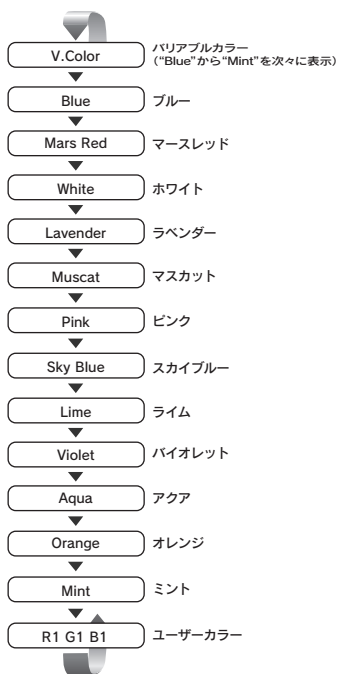 V.Color
バリアブルカラー
(“Blue”から“Mint”を次々に表示)
Blue
ブルー
Mars Red
マースレッド
White
ホワイト
Lavender
ラベンダー
Muscat
マスカット
Pink
ピンク
Sky Blue
スカイブルー
Lime
ライム
Violet
バイオレット
Aqua
アクア
Orange
オレンジ
Mint
ミント
R1 G1 B1
ユーザーカラー